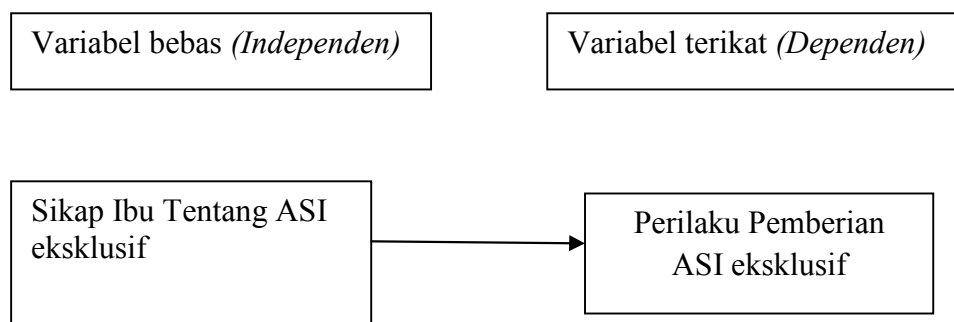 Variabel bebas (Independen)
Variabel terikat (Dependen)
Sikap Ibu Tentang ASI
eksklusif
Perilaku Pemberian
ASI eksklusif